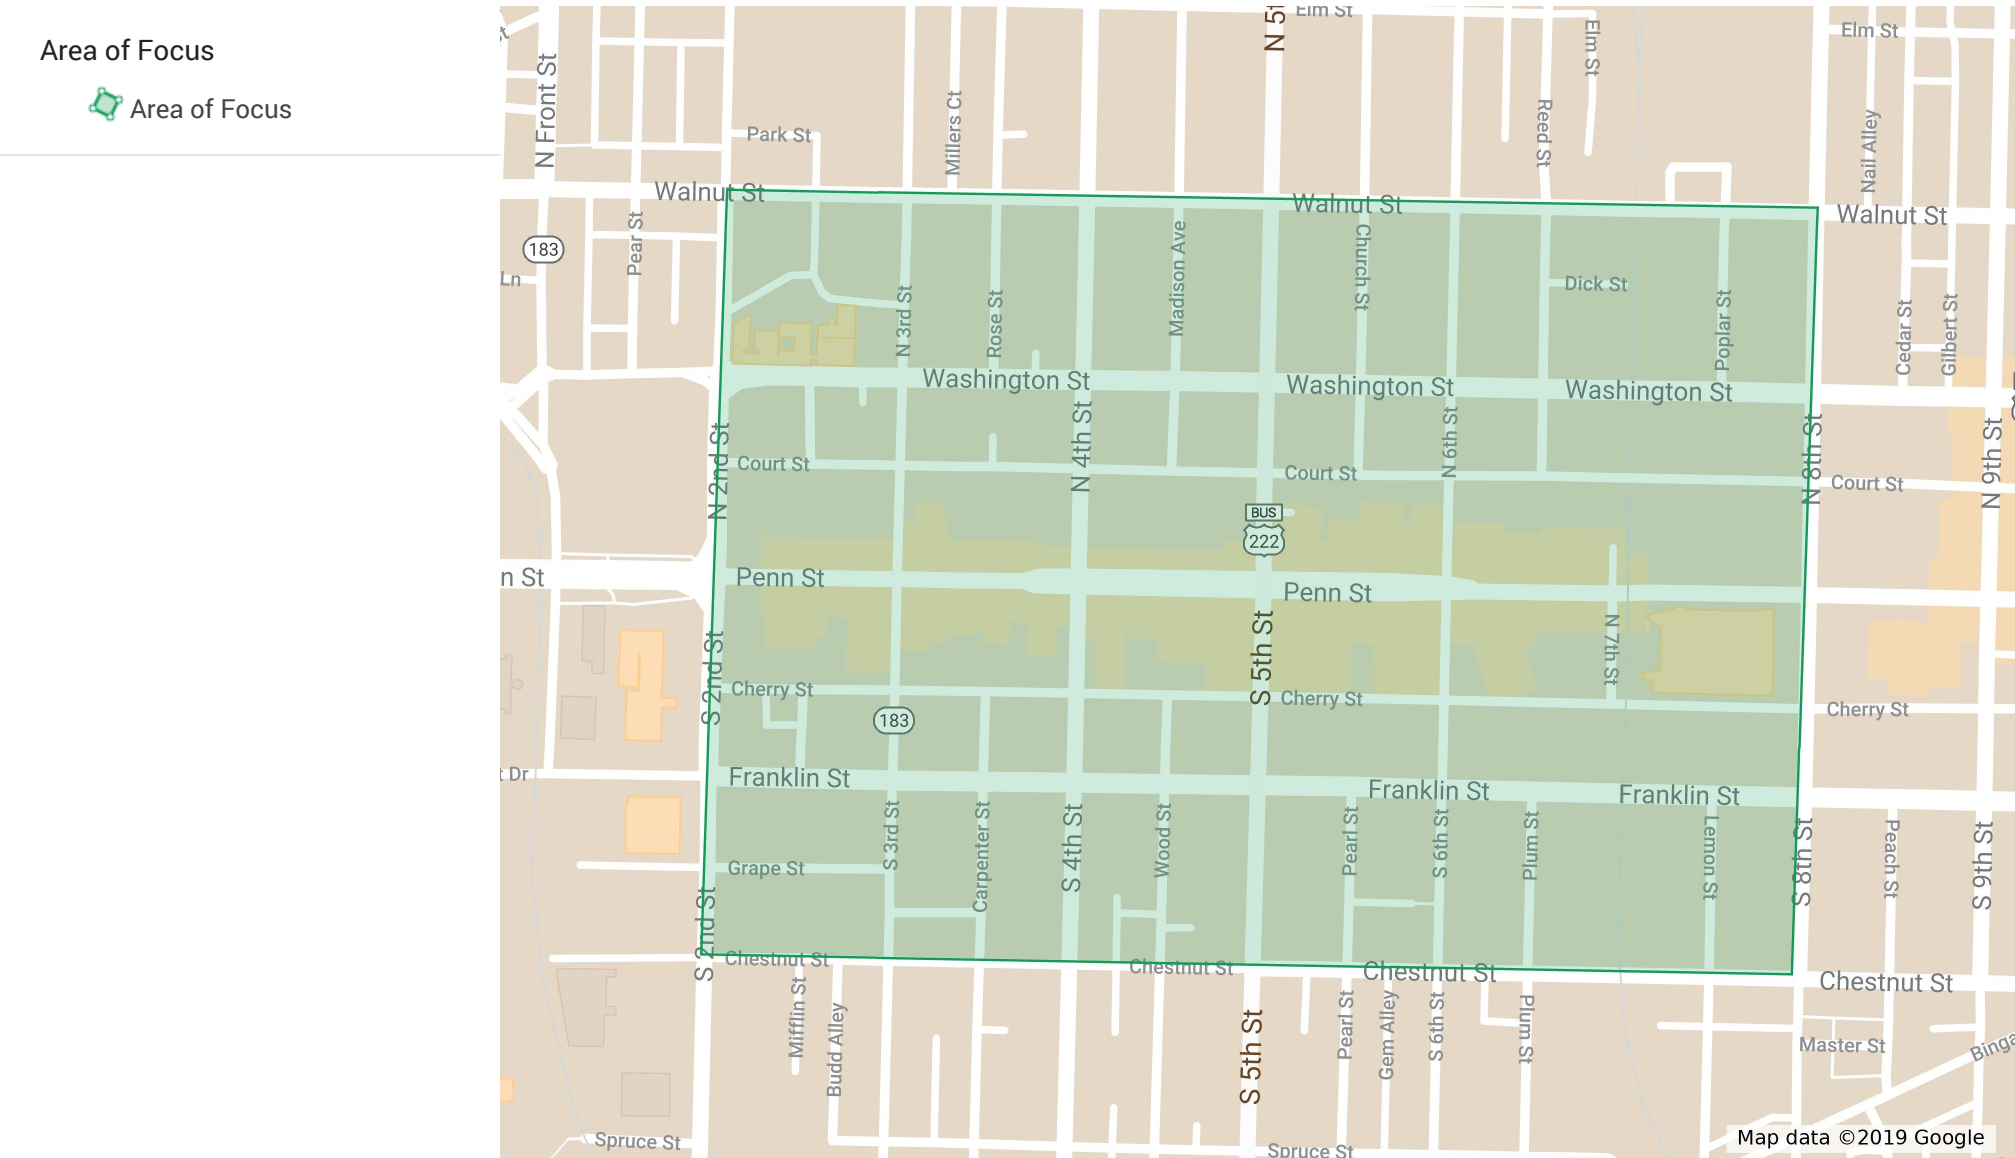 Area of Focus
Area of Focus
Elm St
Elm St
N 5t
Elm St
N Front St
Park St
Millers Ct
Reed St
Nail Alley
Walnut St
Walnut St
Walnut St
183
Pear St
Ln
N 3rd St
Rose St
Madison Ave
Church St
Dick St
Poplar St
Cedar St
Gilbert St
Washington St
Washington St
Washington St
N 2nd St
N 4th St
N 6th St
N 8th St
N 9th St
Court St
Court St
Court St
BUS
222
n St
Penn St
Penn St
S 2nd St
S 5th St
N 7th St
Cherry St
Cherry St
Cherry St
183
t Dr
Franklin St
Franklin St
Franklin St
S 3rd St
Carpenter St
S 4th St
Wood St
Pearl St
S 6th St
Plum St
Lemon St
S 8th St
Peach St
S 9th St
Grape St
S 2nd St
Chestnut St
Chestnut St
Chestnut St
Chestnut St
Mifflin St
Budd Alley
S 5th St
Pearl St
Gem Alley
S 6th St
Plum St
Master St
Binga
Spruce St
Spruce St
Map data ©2019 Google